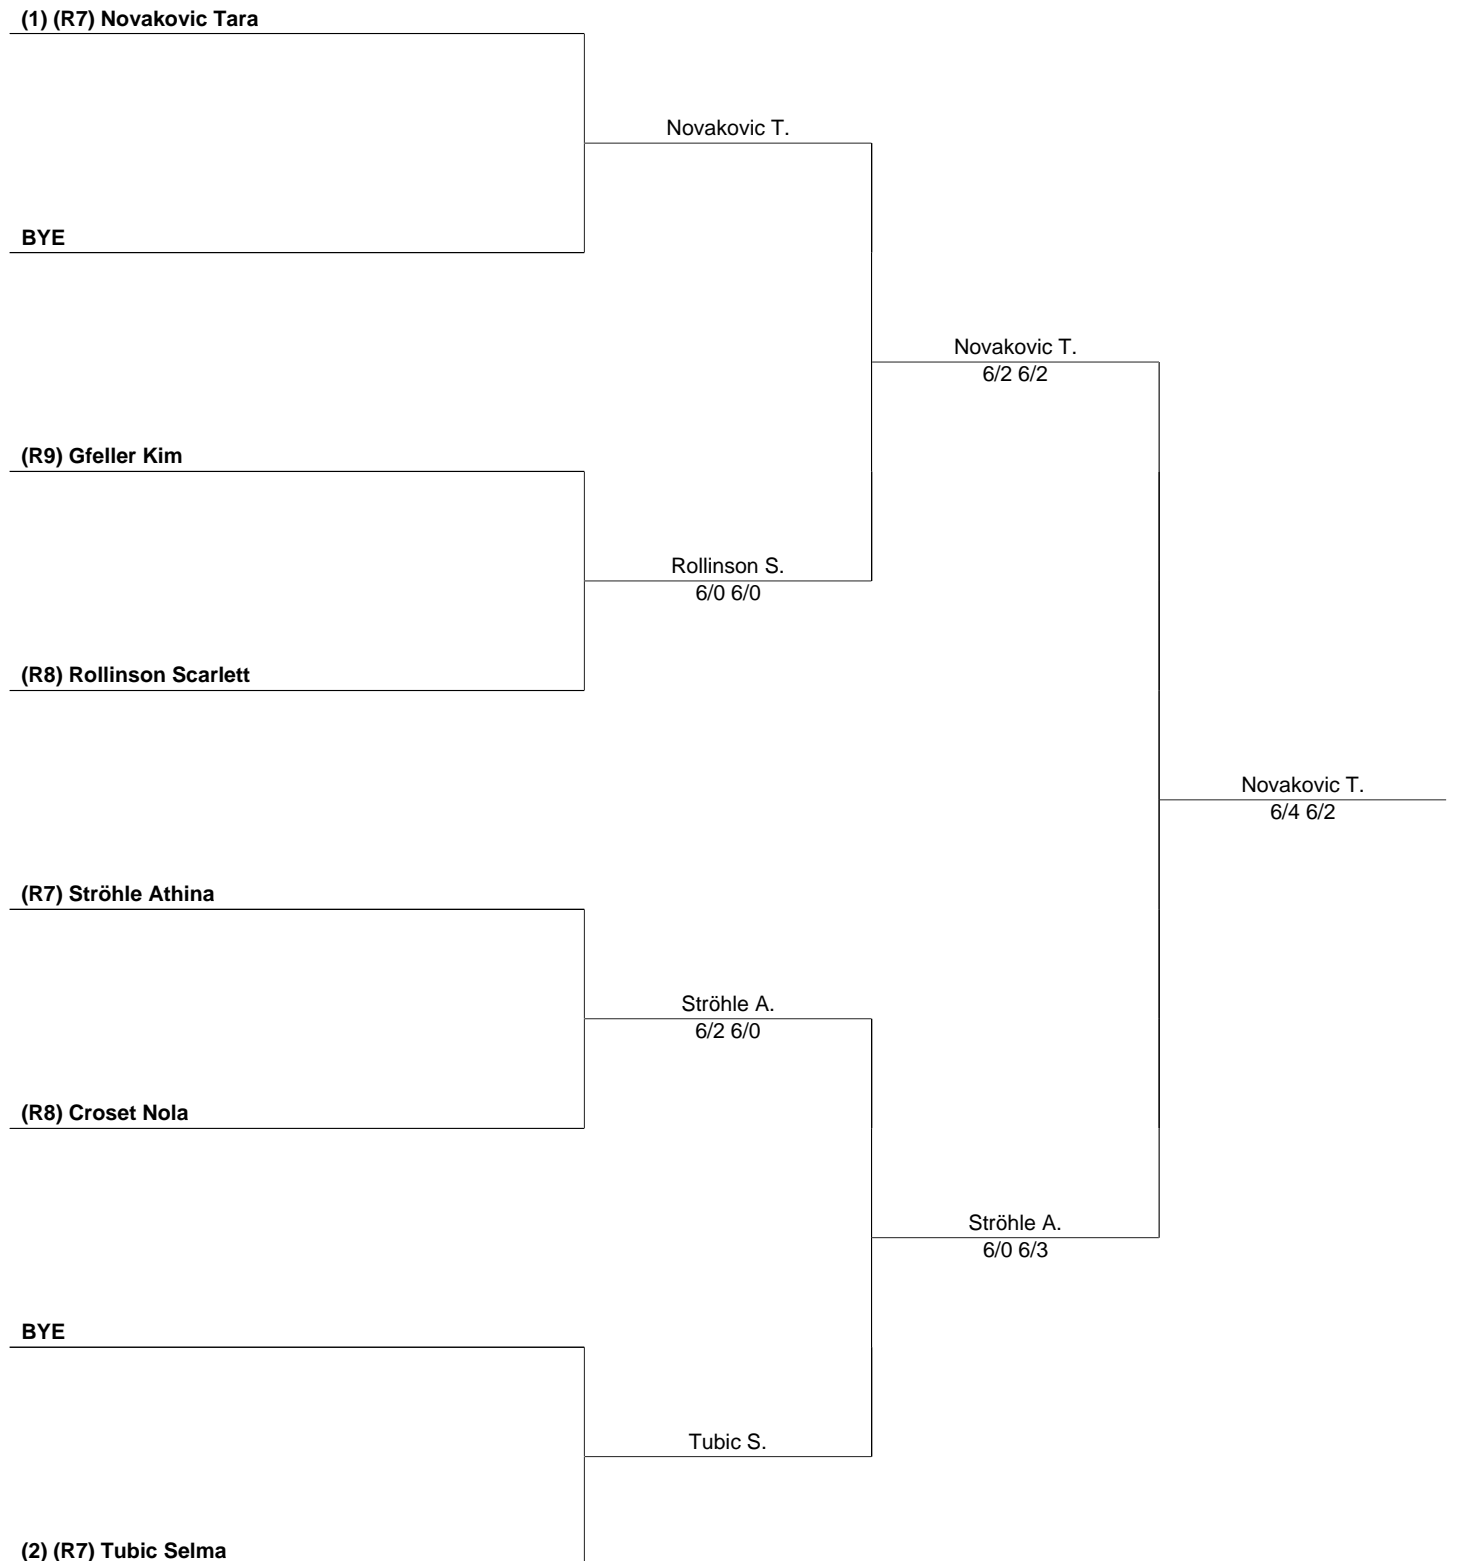 (1) (R7) Novakovic Tara
Novakovic T.
BYE
Novakovic T.
6/2 6/2
(R9) Gfeller Kim
Rollinson S.
6/0 6/0
(R8) Rollinson Scarlett
Novakovic T.
6/4 6/2
(R7) Ströhle Athina
Ströhle A.
6/2 6/0
(R8) Croset Nola
Ströhle A.
6/0 6/3
BYE
Tubic S.
(2) (R7) Tubic Selma